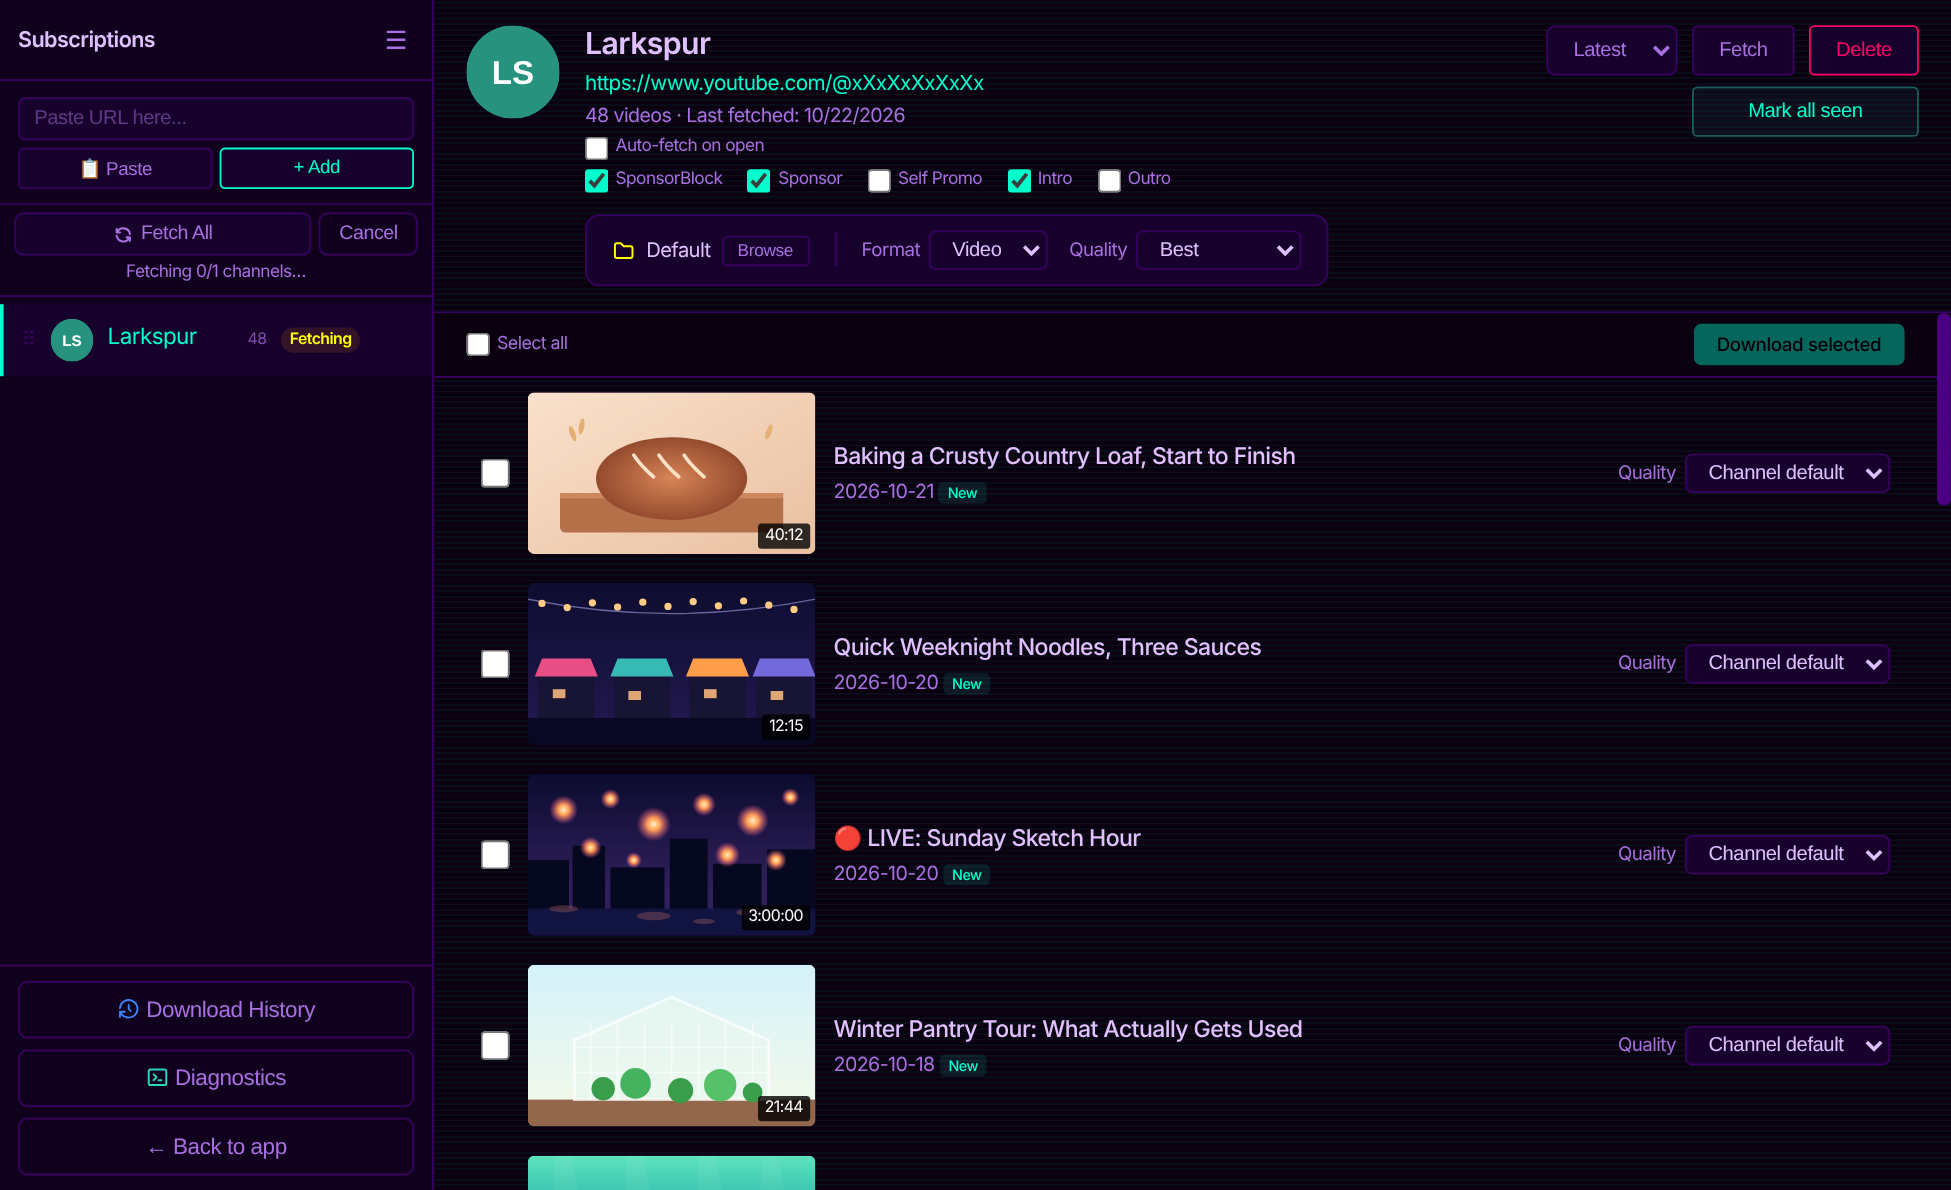 Subscriptions
Paste URL here...
📋 Paste
+ Add
Fetch All
Cancel
Fetching 0/1 channels...
LS
Larkspur
48
Fetching
Download History
Diagnostics
← Back to app
LS
Larkspur
https://www.youtube.com/@xXxXxXxXxXx
48 videos · Last fetched: 10/22/2026
Auto-fetch on open
SponsorBlock
Sponsor
Self Promo
Intro
Outro
Latest
Fetch
Delete
Mark all seen
Default
Browse
Format
Video
Quality
Best
Select all
Download selected
40:12
Baking a Crusty Country Loaf, Start to Finish
2026-10-21 New
Quality
Channel default
12:15
Quick Weeknight Noodles, Three Sauces
2026-10-20 New
Quality
Channel default
3:00:00
🔴 LIVE: Sunday Sketch Hour
2026-10-20 New
Quality
Channel default
21:44
Winter Pantry Tour: What Actually Gets Used
2026-10-18 New
Quality
Channel default